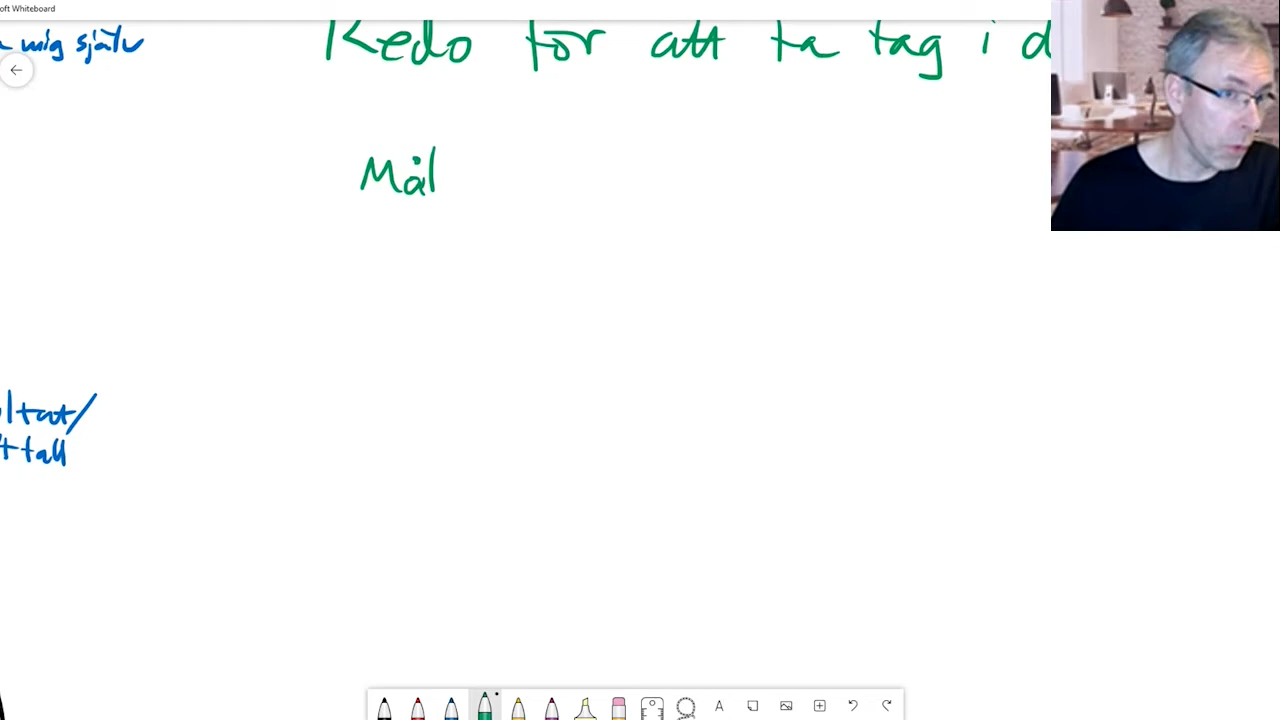 oft Whiteboard
mig själv
Redo för att ta tag i d
Mål
ltat/
tall
A